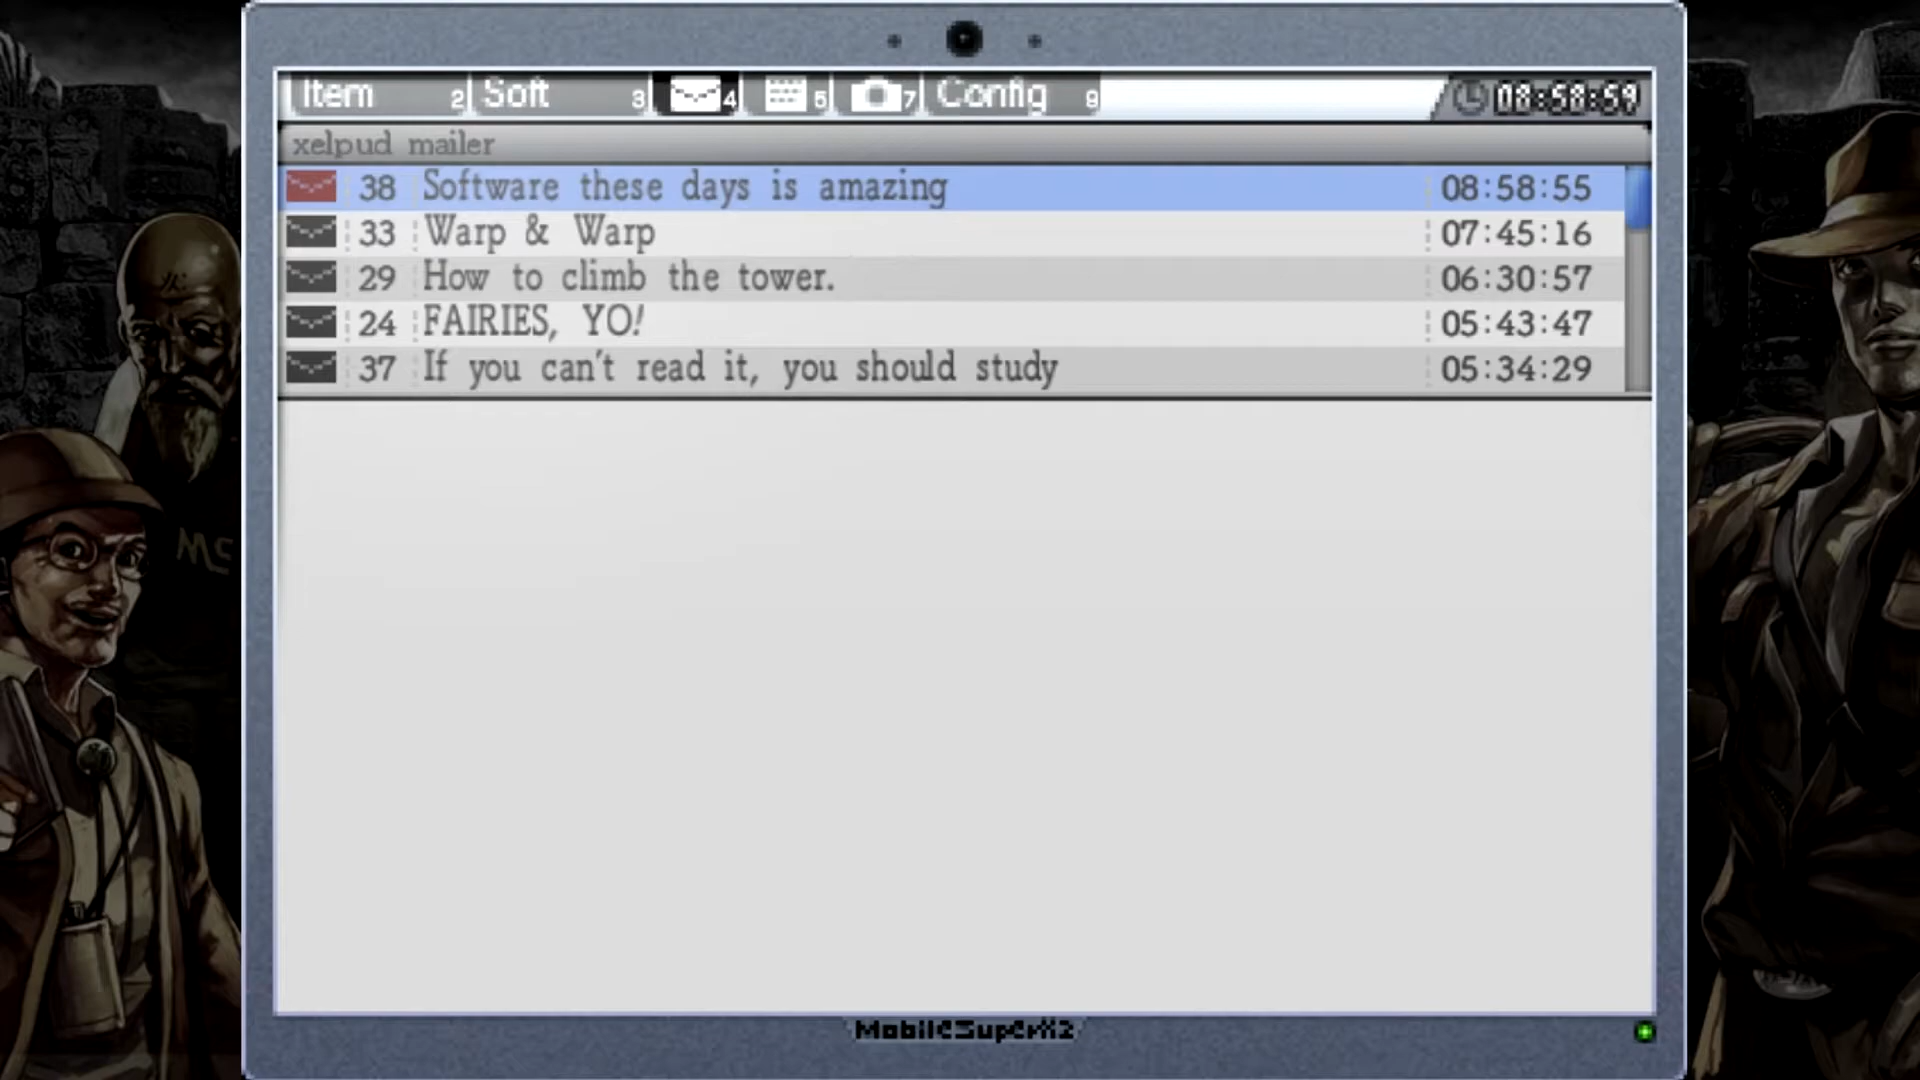 Item 2 Soft 3 4 5 7 Config 9 08:58:59
xelpud mailer
38 Software these days is amazing 08:58:55
33 Warp & Warp 07:45:16
29 How to climb the tower. 06:30:57
24 FAIRIES, YO! 05:43:47
37 If you can't read it, you should study 05:34:29
MobileSuperX2